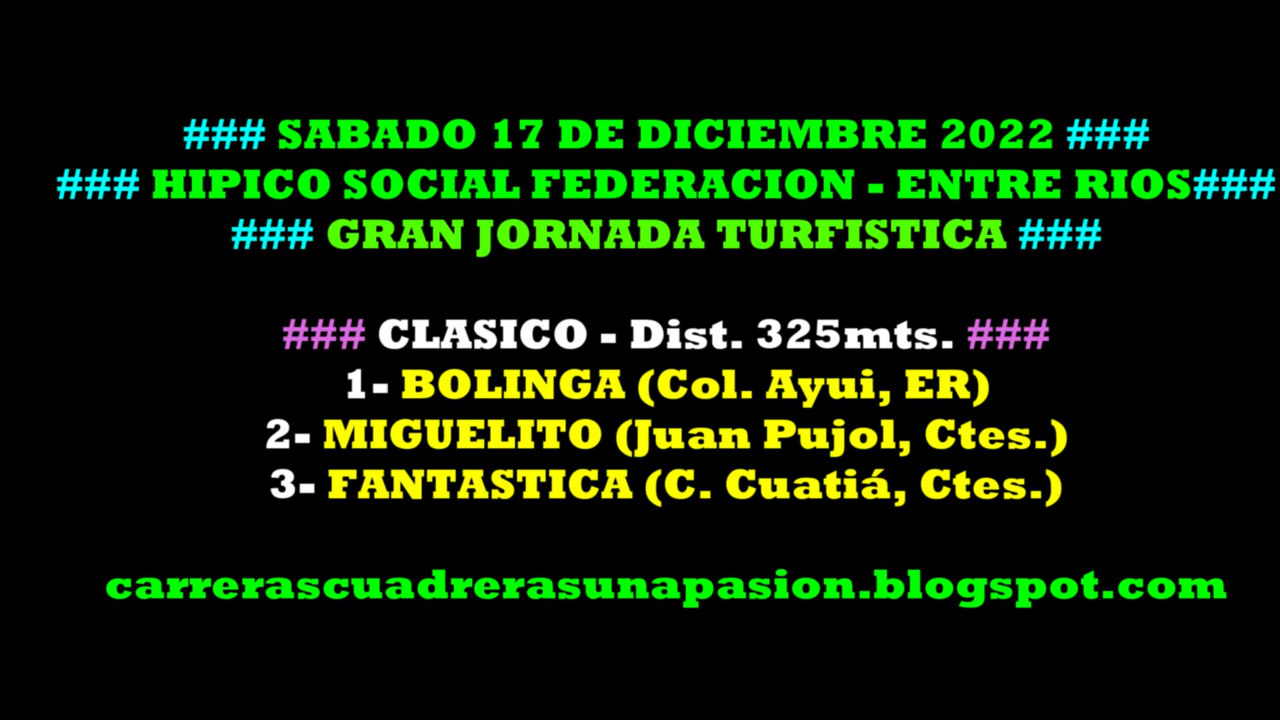 ### SABADO 17 DE DICIEMBRE 2022 ###
### HIPICO SOCIAL FEDERACION - ENTRE RIOS###
### GRAN JORNADA TURFISTICA ###
### CLASICO - Dist. 325mts. ###
1- BOLINGA (Col. Ayui, ER)
2- MIGUELITO (Juan Pujol, Ctes.)
3- FANTASTICA (C. Cuatiá, Ctes.)
carrerascuadrerasunapasion.blogspot.com